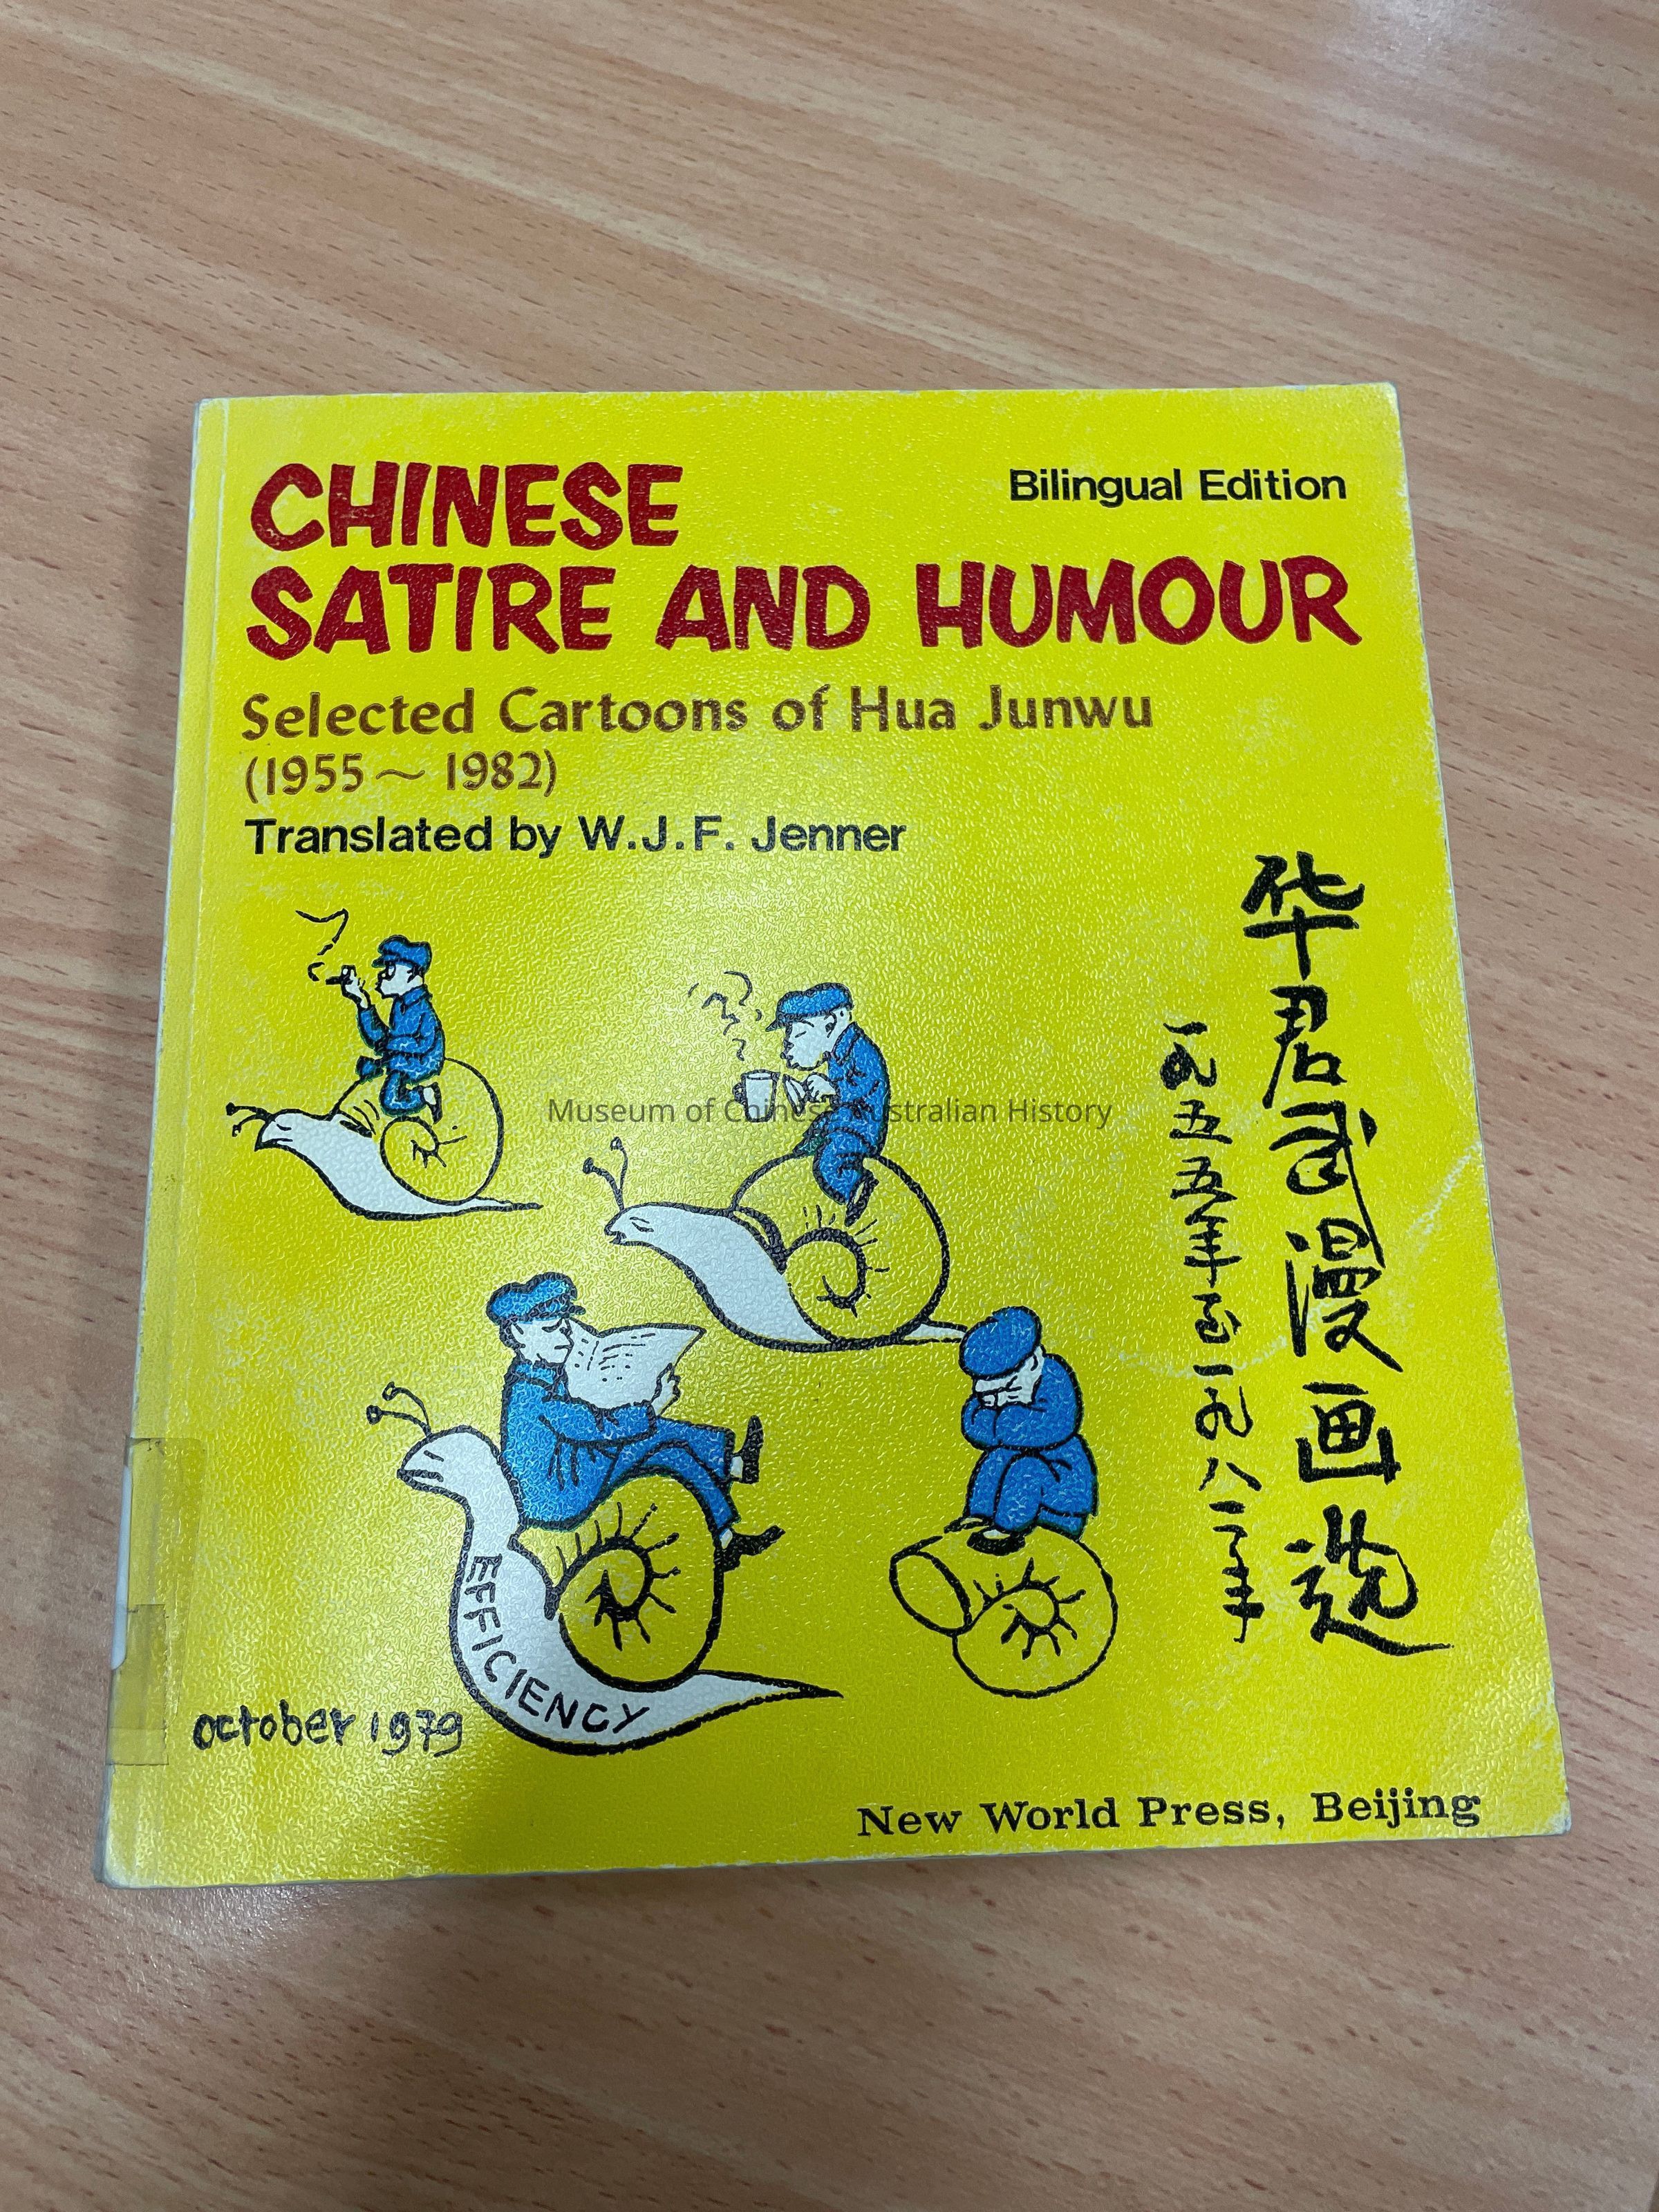 CHINESE
Bilingual Edition
SATIRE AND HUMOUR
Selected Cartoons of Hua Junwu
(1955～1982)
Translated by W.J.F. Jenner
华君武漫画选
一九五五年至一九八二年
Museum of Chinese Australian History
EFFICIENCY
October 1979
New World Press, Beijing